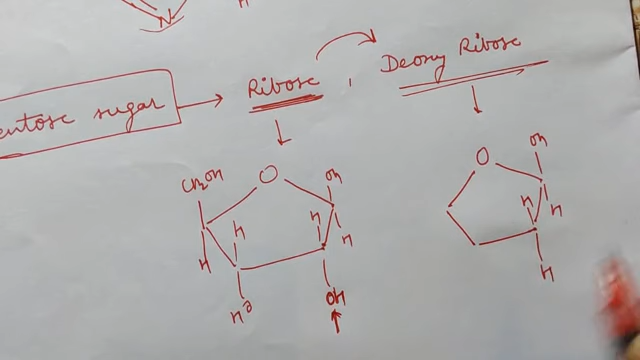 N
entose sugar → Ribose , Deoxy Ribose
CH2OH O OH
H H H
H
HO OH
O OH
H H
H